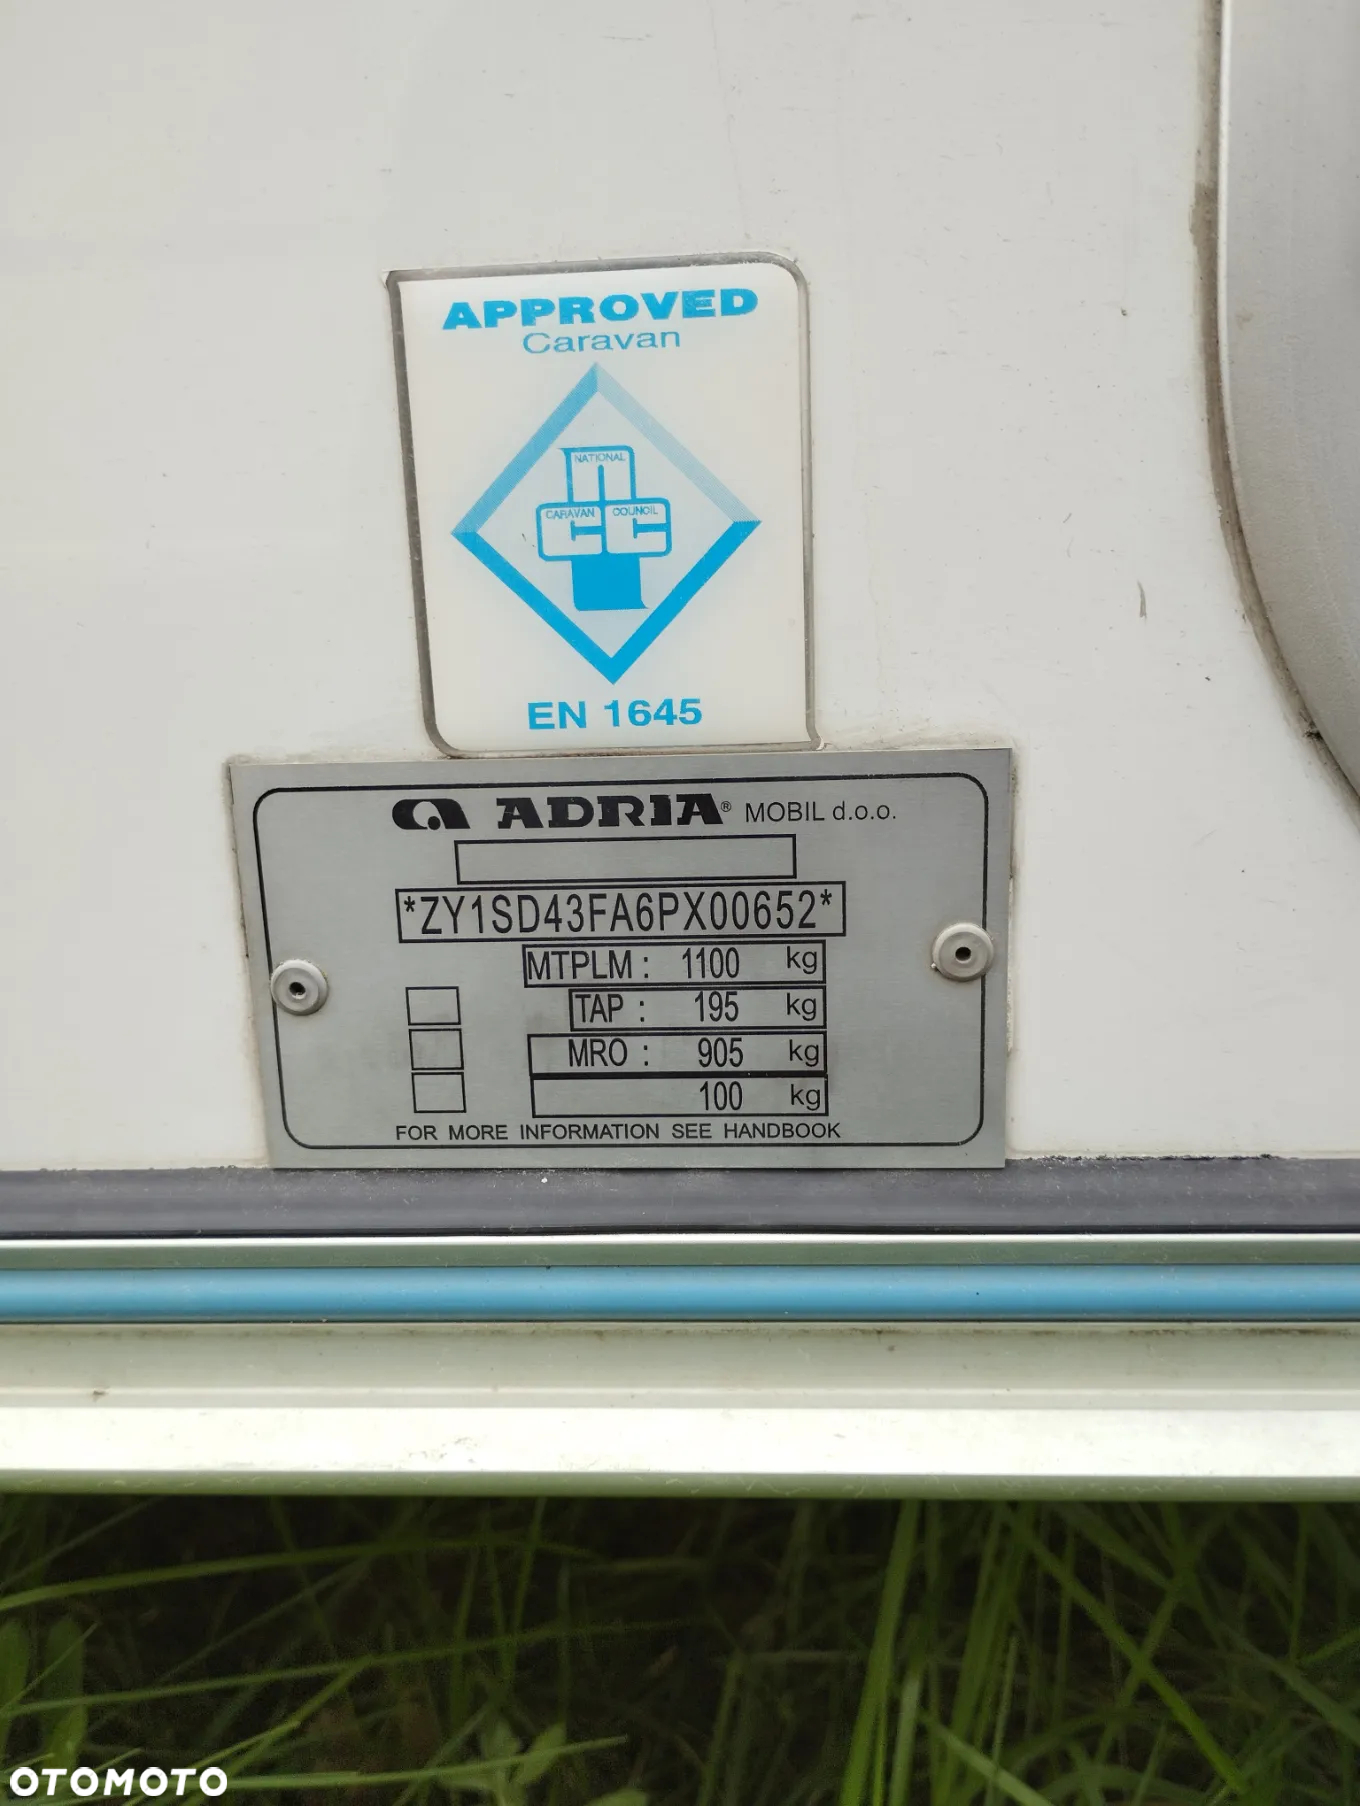 APPROVED
Caravan
NATIONAL
CARAVAN COUNCIL
EN 1645
ADRIA® MOBIL d.o.o.
*ZY1SD43FA6PX00652*
MTPLM : 1100 kg
TAP : 195 kg
MRO : 905 kg
100 kg
FOR MORE INFORMATION SEE HANDBOOK
OTOMOTO